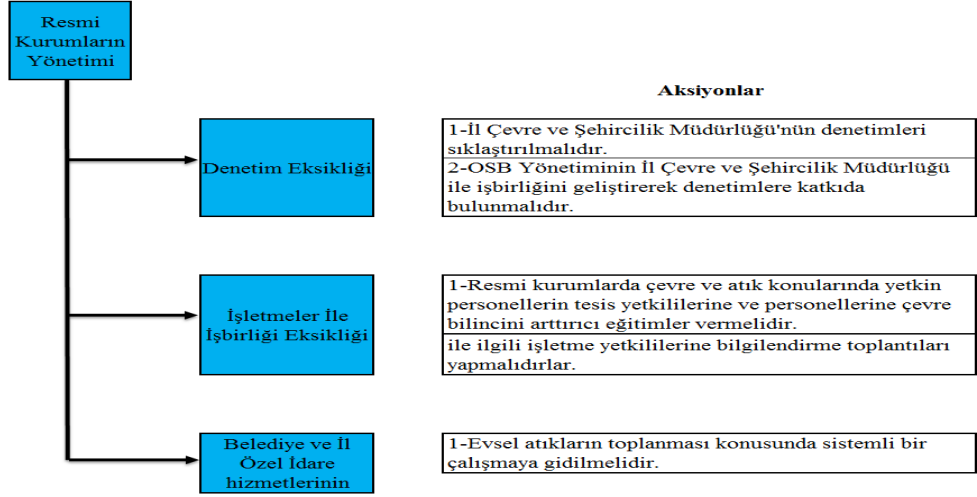 Resmi
Kurumların
Yönetimi
Aksiyonlar
Denetim Eksikliği
1-İl Çevre ve Şehircilik Müdürlüğü'nün denetimleri
sıklaştırılmalıdır.
2-OSB Yönetiminin İl Çevre ve Şehircilik Müdürlüğü
ile işbirliğini geliştirerek denetimlere katkıda
bulunmalıdır.
İşletmeler İle
İşbirliği Eksikliği
1-Resmi kurumlarda çevre ve atık konularında yetkin
personellerin tesis yetkililerine ve personellerine çevre
bilincini arttırıcı eğitimler vermelidir.
ile ilgili işletme yetkililerine bilgilendirme toplantıları
yapmalıdırlar.
Belediye ve İl
Özel İdare
hizmetlerinin
1-Evsel atıkların toplanması konusunda sistemli bir
çalışmaya gidilmelidir.